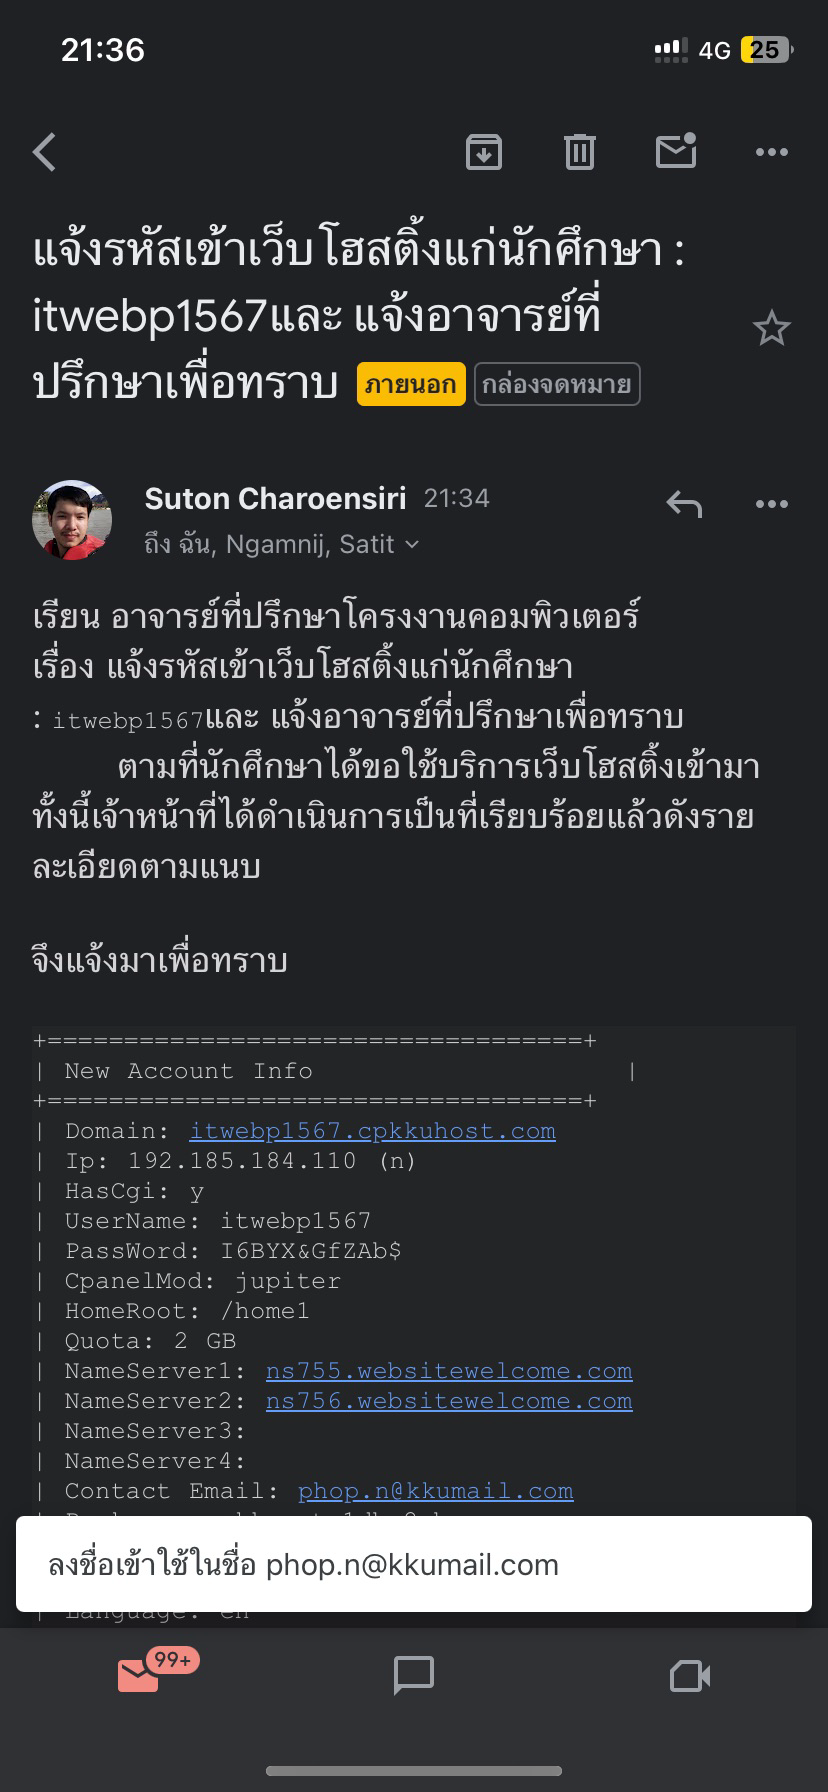 21:36
4G 25
แจ้งรหัสเข้าเว็บโฮสติ้งแก่นักศึกษา :
itwebp1567และ แจ้งอาจารย์ที่
ปรึกษาเพื่อทราบ ภายนอก กล่องจดหมาย
Suton Charoensiri 21:34
ถึง ฉัน, Ngamnij, Satit
เรียน อาจารย์ที่ปรึกษาโครงงานคอมพิวเตอร์
เรื่อง แจ้งรหัสเข้าเว็บโฮสติ้งแก่นักศึกษา
: itwebp1567และ แจ้งอาจารย์ที่ปรึกษาเพื่อทราบ
ตามที่นักศึกษาได้ขอใช้บริการเว็บโฮสติ้งเข้ามา
ทั้งนี้เจ้าหน้าที่ได้ดำเนินการเป็นที่เรียบร้อยแล้วดังราย
ละเอียดตามแนบ
จึงแจ้งมาเพื่อทราบ
+===================================+
| New Account Info |
+===================================+
| Domain: itwebp1567.cpkkuhost.com
| Ip: 192.185.184.110 (n)
| HasCgi: y
| UserName: itwebp1567
| PassWord: I6BYX&GfZAb$
| CpanelMod: jupiter
| HomeRoot: /home1
| Quota: 2 GB
| NameServer1: ns755.websitewelcome.com
| NameServer2: ns756.websitewelcome.com
| NameServer3:
| NameServer4:
| Contact Email: phop.n@kkumail.com
ลงชื่อเข้าใช้ในชื่อ phop.n@kkumail.com
| Language: en
99+